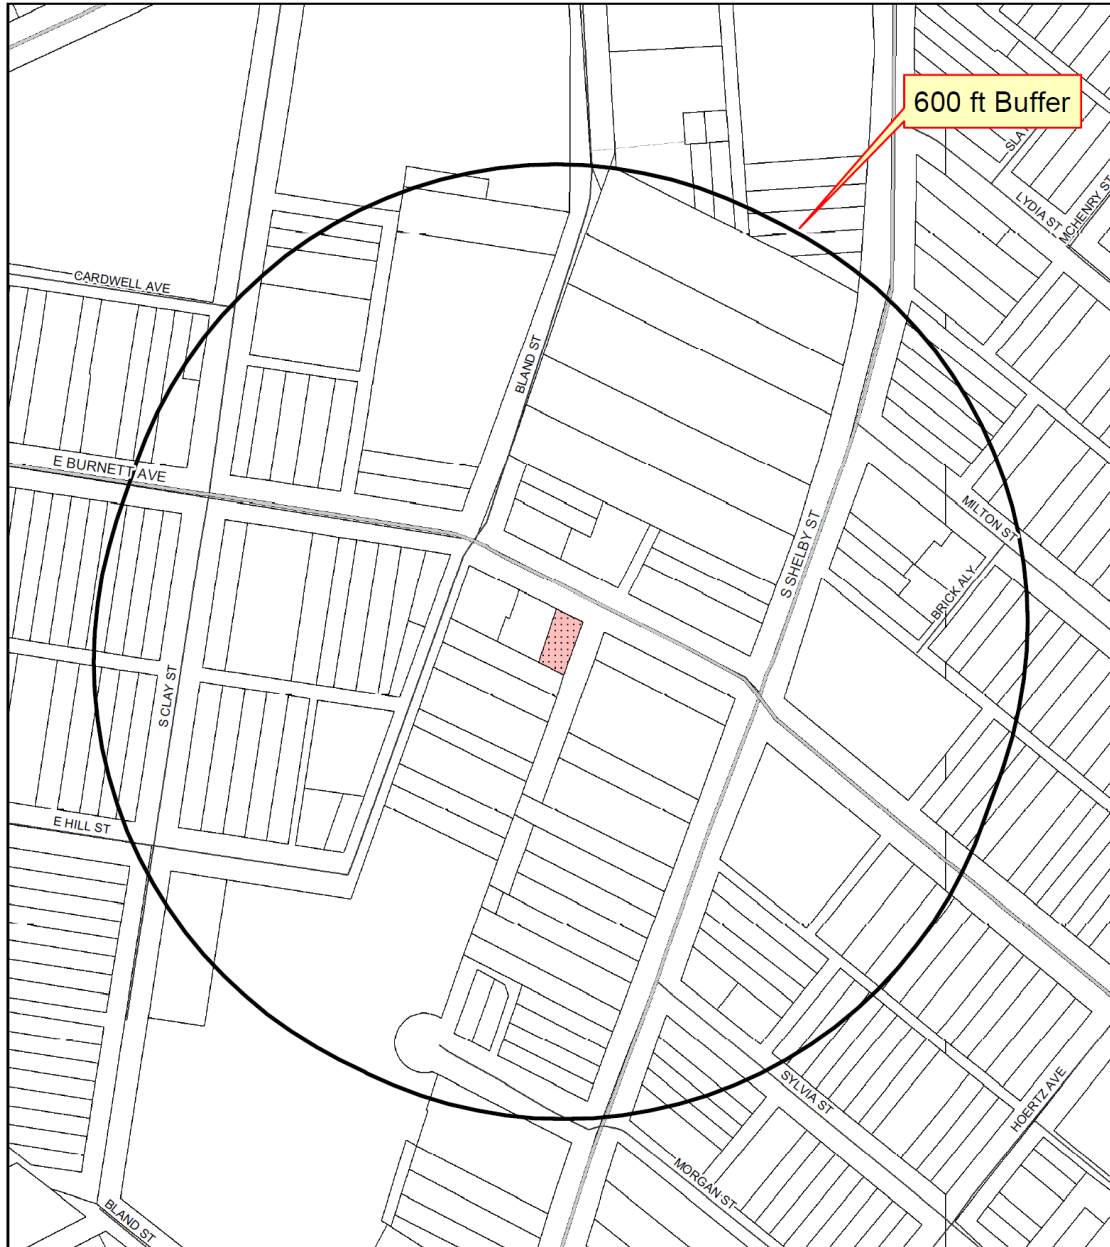 600 ft Buffer
LYDIA ST
MCHENRY ST
CARDWELL AVE
BLAND ST
E BURNETT AVE
MILTON ST
S SHELBY ST
BRICK ALY
S CLAY ST
E HILL ST
SYLVIA ST
HOERTZ AVE
MORGAN ST
BLAND ST